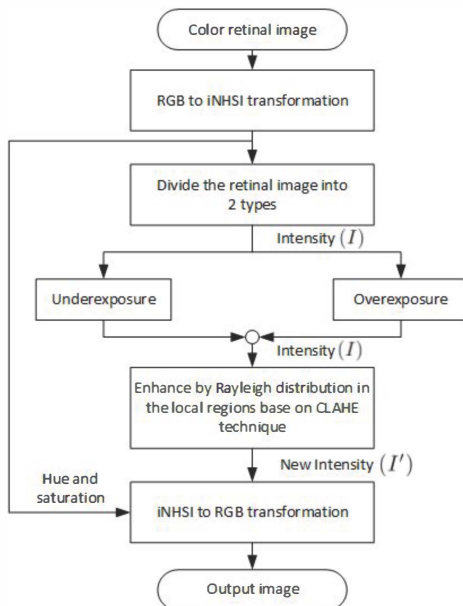 Color retinal image
RGB to iNHSI transformation
Divide the retinal image into
2 types
Intensity (I)
Underexposure
Overexposure
Intensity (I)
Enhance by Rayleigh distribution in
the local regions base on CLAHE
technique
New Intensity (I′)
Hue and
saturation
iNHSI to RGB transformation
Output image